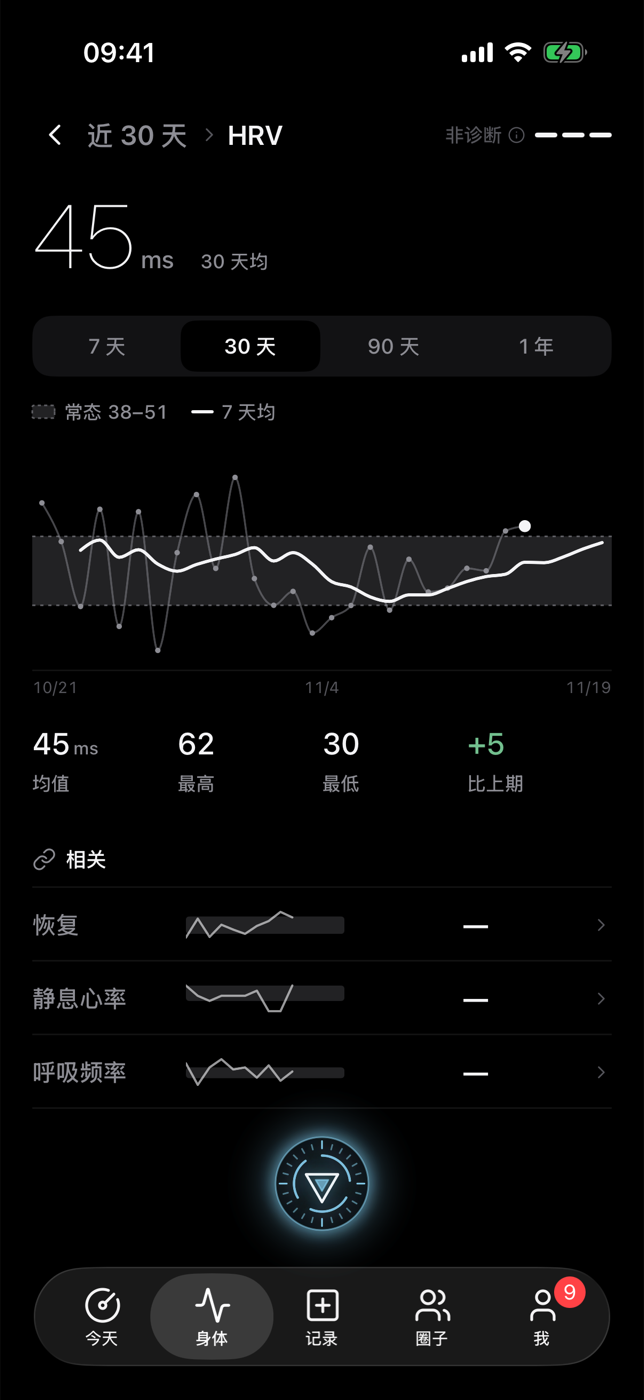 09:41
近 30 天 > HRV 非诊断
45 ms 30 天均
7 天 30 天 90 天 1 年
常态 38–51 7 天均
10/21 11/4 11/19
45 ms 62 30 +5
均值 最高 最低 比上期
相关
恢复 —
静息心率 —
呼吸频率 —
9
今天 身体 记录 圈子 我